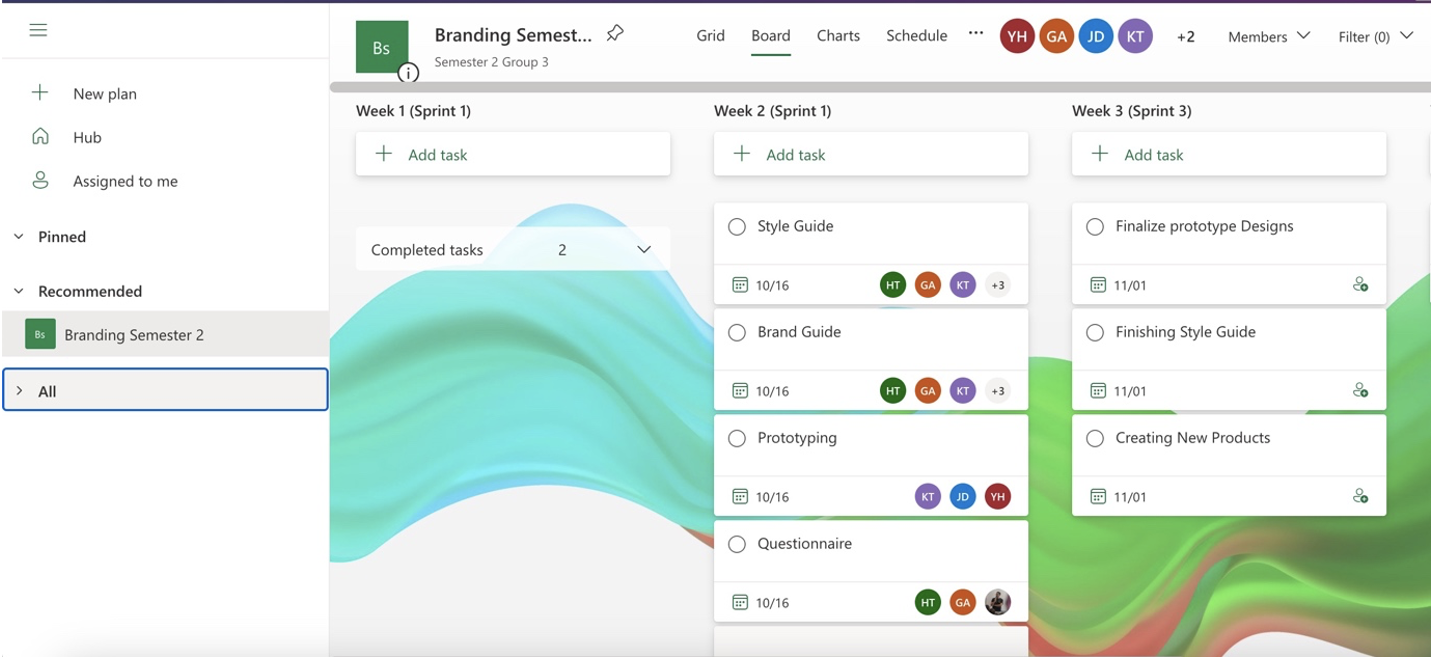 New plan
Hub
Assigned to me
Pinned
Recommended
Bs Branding Semester 2
All
Bs
Branding Semest...
Semester 2 Group 3
Grid Board Charts Schedule ... YH GA JD KT +2 Members Filter (0)
Week 1 (Sprint 1)
Add task
Completed tasks 2
Week 2 (Sprint 1)
Add task
Style Guide
10/16 HT GA KT +3
Brand Guide
10/16 HT GA KT +3
Prototyping
10/16 KT JD YH
Questionnaire
10/16 HT GA
Week 3 (Sprint 3)
Add task
Finalize prototype Designs
11/01
Finishing Style Guide
11/01
Creating New Products
11/01